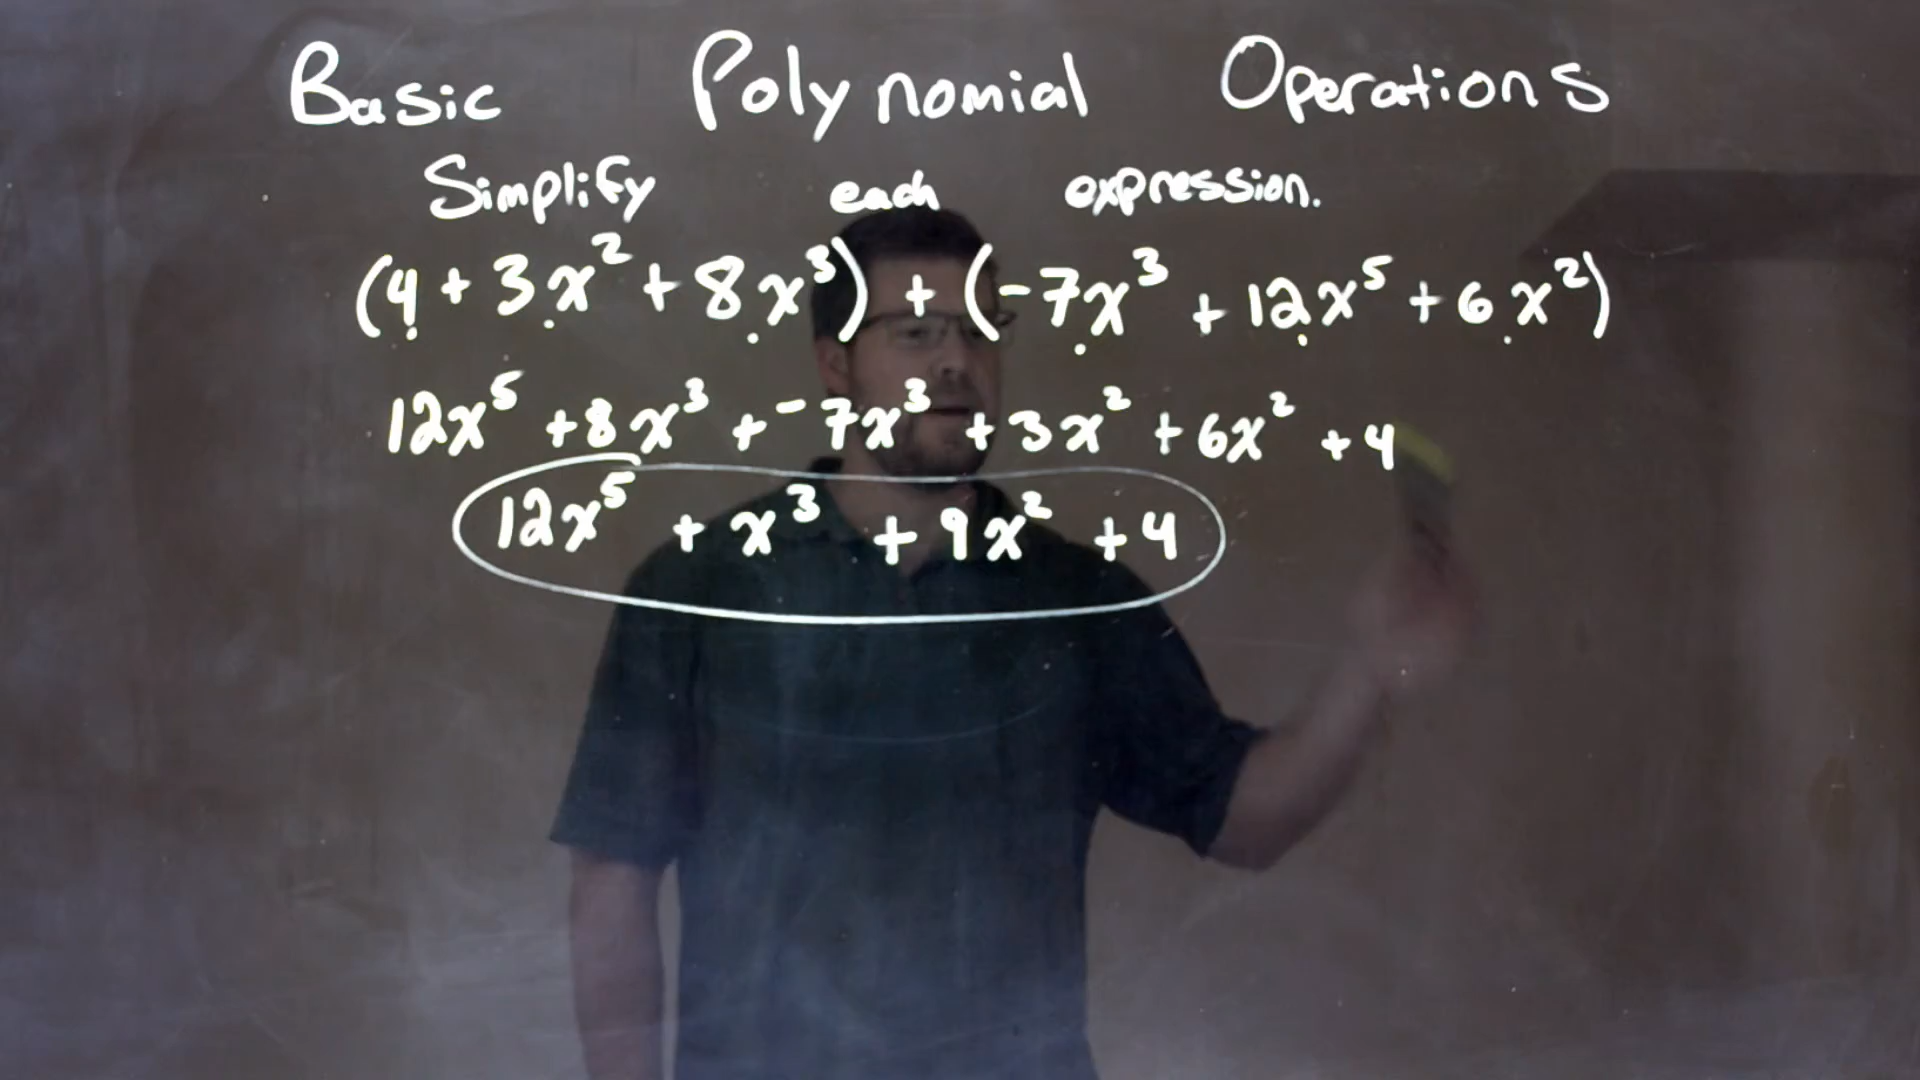 Basic Polynomial Operations
Simplify each expression.
(4 + 3x² + 8x³) + (-7x³ + 12x⁵ + 6x²)
12x⁵ + 8x³ + -7x³ + 3x² + 6x² + 4
12x⁵ + x³ + 9x² + 4